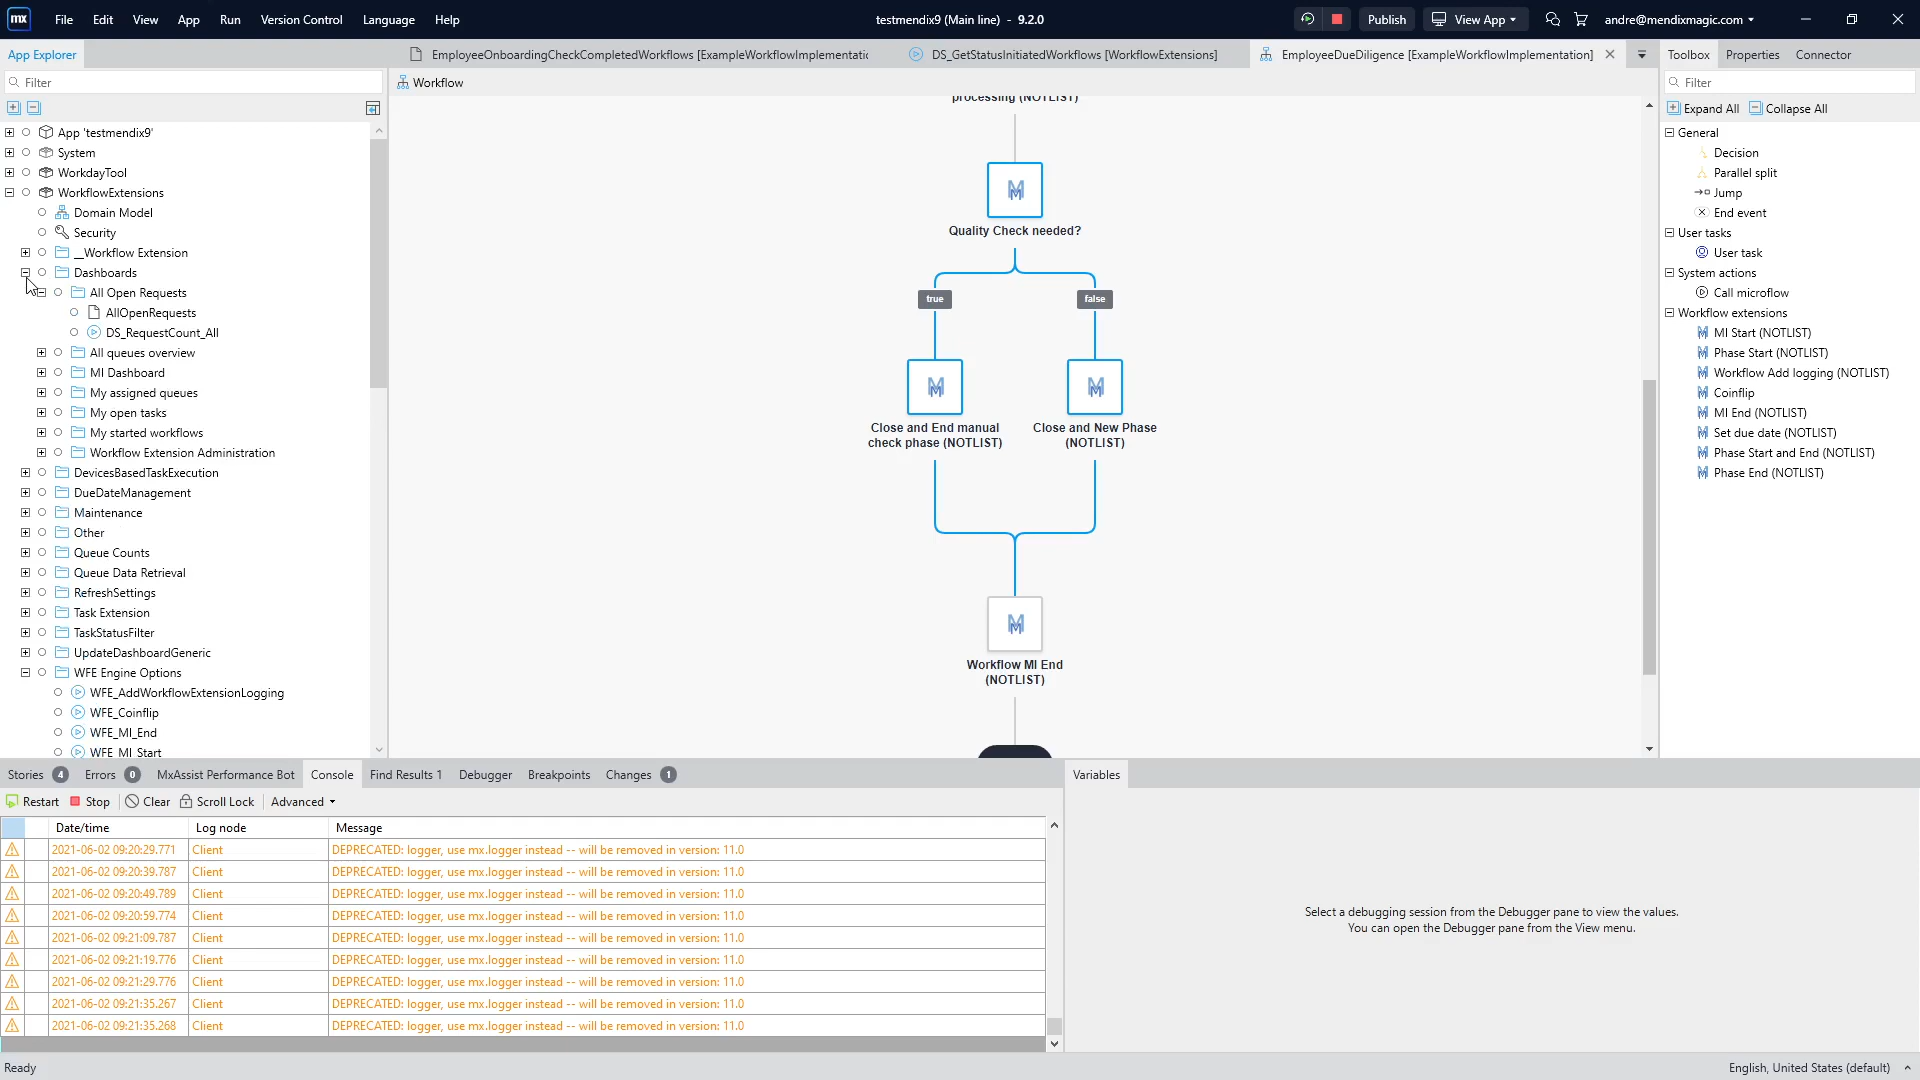 mx File Edit View App Run Version Control Language Help
testmendix9 (Main line) - 9.2.0
Publish View App andre@mendixmagic.com
App Explorer
EmployeeOnboardingCheckCompletedWorkflows [ExampleWorkflowImplementatic
DS_GetStatusInitiatedWorkflows [WorkflowExtensions]
EmployeeDueDiligence [ExampleWorkflowImplementation]
Toolbox Properties Connector
Filter
Workflow
Filter
Expand All Collapse All
App 'testmendix9'
System
WorkdayTool
WorkflowExtensions
Domain Model
Security
__Workflow Extension
Dashboards
All Open Requests
AllOpenRequests
DS_RequestCount_All
All queues overview
MI Dashboard
My assigned queues
My open tasks
My started workflows
Workflow Extension Administration
DevicesBasedTaskExecution
DueDateManagement
Maintenance
Other
Queue Counts
Queue Data Retrieval
RefreshSettings
Task Extension
TaskStatusFilter
UpdateDashboardGeneric
WFE Engine Options
WFE_AddWorkflowExtensionLogging
WFE_Coinflip
WFE_MI_End
WFE_MI_Start
processing (NOTLIST)
Quality Check needed?
true false
Close and End manual
check phase (NOTLIST)
Close and New Phase
(NOTLIST)
Workflow MI End
(NOTLIST)
General
Decision
Parallel split
Jump
End event
User tasks
User task
System actions
Call microflow
Workflow extensions
MI Start (NOTLIST)
Phase Start (NOTLIST)
Workflow Add logging (NOTLIST)
Coinflip
MI End (NOTLIST)
Set due date (NOTLIST)
Phase Start and End (NOTLIST)
Phase End (NOTLIST)
Stories 4 Errors 0 MxAssist Performance Bot Console Find Results 1 Debugger Breakpoints Changes 1
Variables
Restart Stop Clear Scroll Lock Advanced
Date/time Log node Message
2021-06-02 09:20:29.771 Client DEPRECATED: logger, use mx.logger instead -- will be removed in version: 11.0
2021-06-02 09:20:39.787 Client DEPRECATED: logger, use mx.logger instead -- will be removed in version: 11.0
2021-06-02 09:20:49.789 Client DEPRECATED: logger, use mx.logger instead -- will be removed in version: 11.0
2021-06-02 09:20:59.774 Client DEPRECATED: logger, use mx.logger instead -- will be removed in version: 11.0
2021-06-02 09:21:09.787 Client DEPRECATED: logger, use mx.logger instead -- will be removed in version: 11.0
2021-06-02 09:21:19.776 Client DEPRECATED: logger, use mx.logger instead -- will be removed in version: 11.0
2021-06-02 09:21:29.776 Client DEPRECATED: logger, use mx.logger instead -- will be removed in version: 11.0
2021-06-02 09:21:35.267 Client DEPRECATED: logger, use mx.logger instead -- will be removed in version: 11.0
2021-06-02 09:21:35.268 Client DEPRECATED: logger, use mx.logger instead -- will be removed in version: 11.0
Select a debugging session from the Debugger pane to view the values.
You can open the Debugger pane from the View menu.
Ready
English, United States (default)